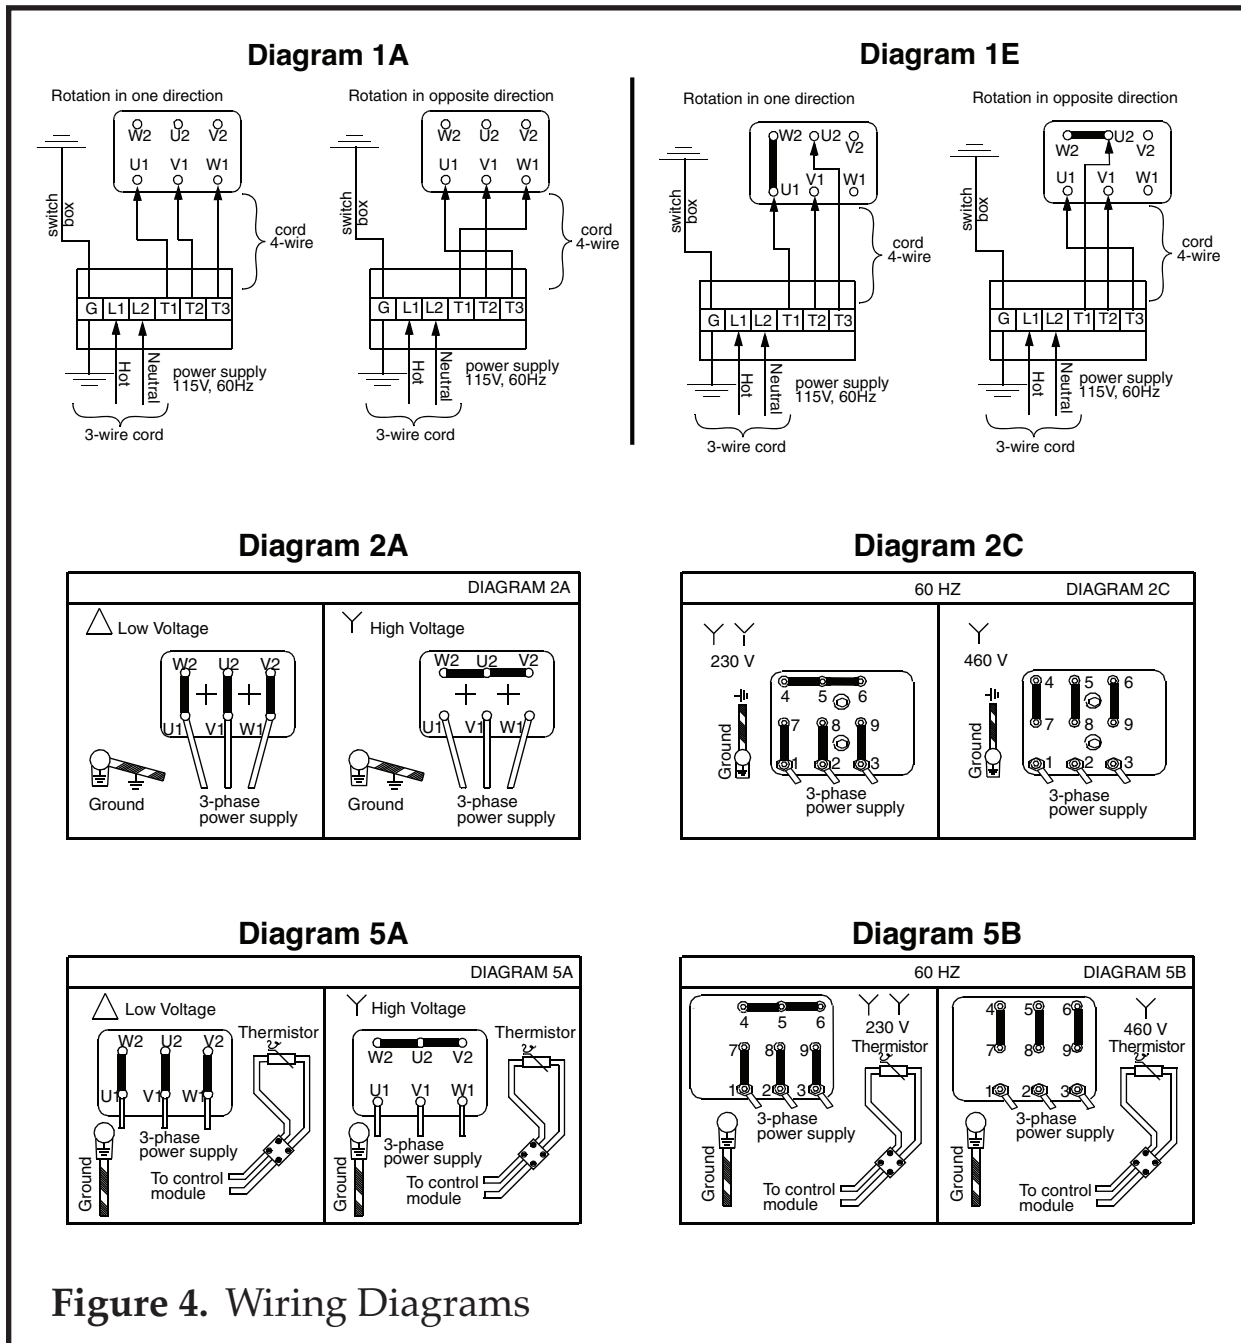 Diagram 1A
Rotation in one direction
W2 U2 V2
U1 V1 W1
switch box
cord
4-wire
G L1 L2 T1 T2 T3
Hot
Neutral
power supply
115V, 60Hz
3-wire cord
Rotation in opposite direction
W2 U2 V2
U1 V1 W1
switch box
cord
4-wire
G L1 L2 T1 T2 T3
Hot
Neutral
power supply
115V, 60Hz
3-wire cord
Diagram 1E
Rotation in one direction
W2 U2 V2
U1 V1 W1
switch box
cord
4-wire
G L1 L2 T1 T2 T3
Hot
Neutral
power supply
115V, 60Hz
3-wire cord
Rotation in opposite direction
W2 U2 V2
U1 V1 W1
switch box
cord
4-wire
G L1 L2 T1 T2 T3
Hot
Neutral
power supply
115V, 60Hz
3-wire cord
Diagram 2A
DIAGRAM 2A
Low Voltage
W2 U2 V2
U1 V1 W1
Ground
3-phase
power supply
High Voltage
W2 U2 V2
U1 V1 W1
Ground
3-phase
power supply
Diagram 2C
60 HZ DIAGRAM 2C
230 V
4 5 6
7 8 9
1 2 3
Ground
3-phase
power supply
460 V
4 5 6
7 8 9
1 2 3
Ground
3-phase
power supply
Diagram 5A
DIAGRAM 5A
Low Voltage
W2 U2 V2
U1 V1 W1
Thermistor
3-phase
power supply
Ground
To control
module
High Voltage
W2 U2 V2
U1 V1 W1
Thermistor
3-phase
power supply
Ground
To control
module
Diagram 5B
60 HZ DIAGRAM 5B
4 5 6
7 8 9
1 2 3
230 V
Thermistor
3-phase
power supply
Ground
To control
module
4 5 6
7 8 9
1 2 3
460 V
Thermistor
3-phase
power supply
Ground
To control
module
Figure 4. Wiring Diagrams